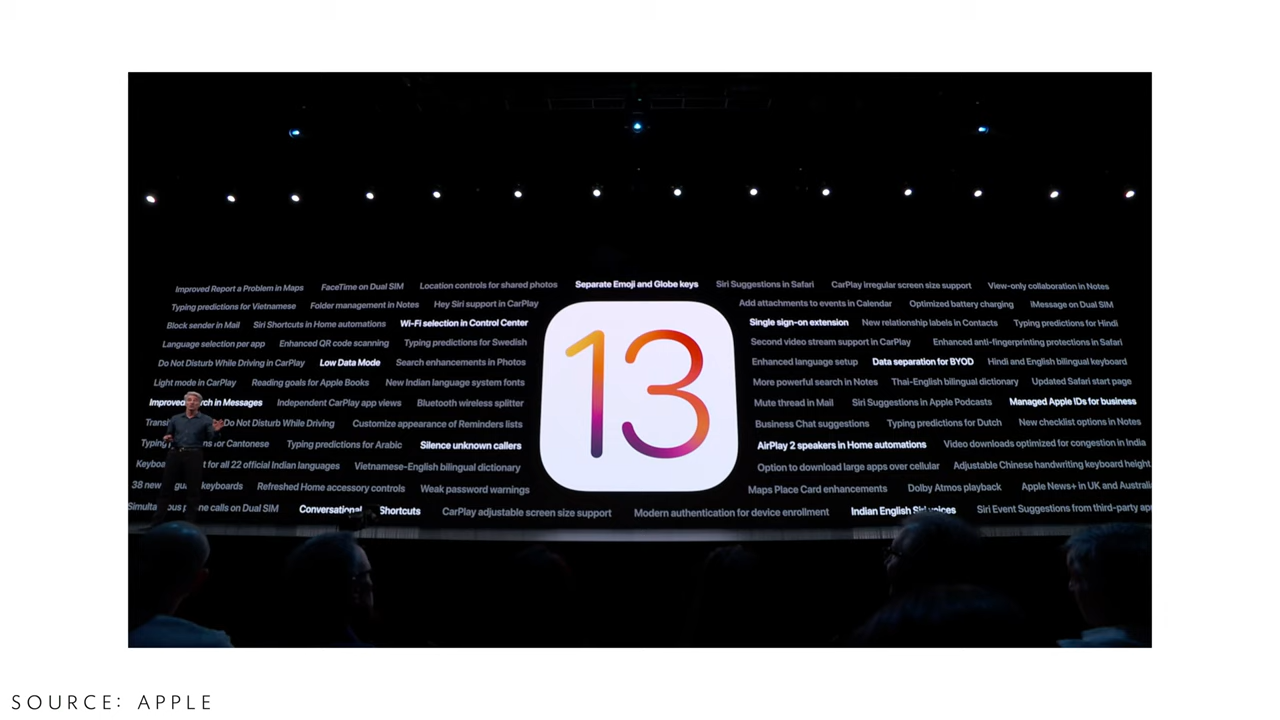 Improved Report a Problem in Maps FaceTime on Dual SIM Location controls for shared photos Separate Emoji and Globe keys Siri Suggestions in Safari CarPlay irregular screen size support View-only collaboration in Notes
Typing predictions for Vietnamese Folder management in Notes Hey Siri support in CarPlay Add attachments to events in Calendar Optimized battery charging iMessage on Dual SIM
Block sender in Mail Siri Shortcuts in Home automations Wi-Fi selection in Control Center Single sign-on extension New relationship labels in Contacts Typing predictions for Hindi
Language selection per app Enhanced QR code scanning Typing predictions for Swedish Second video stream support in CarPlay Enhanced anti-fingerprinting protections in Safari
Do Not Disturb While Driving in CarPlay Low Data Mode Search enhancements in Photos Enhanced language setup Data separation for BYOD Hindi and English bilingual keyboard
Light mode in CarPlay Reading goals for Apple Books New Indian language system fonts More powerful search in Notes Thai-English bilingual dictionary Updated Safari start page
Improved rch in Messages Independent CarPlay app views Bluetooth wireless splitter Mute thread in Mail Siri Suggestions in Apple Podcasts Managed Apple IDs for business
13
Do Not Disturb While Driving Customize appearance of Reminders lists Business Chat suggestions Typing predictions for Dutch New checklist options in Notes
Typing ns for Cantonese Typing predictions for Arabic Silence unknown callers AirPlay 2 speakers in Home automations Video downloads optimized for congestion in India
t for all 22 official Indian languages Vietnamese-English bilingual dictionary Option to download large apps over cellular Adjustable Chinese handwriting keyboard height
38 new keyboards Refreshed Home accessory controls Weak password warnings Maps Place Card enhancements Dolby Atmos playback Apple News+ in UK and Australi
ne calls on Dual SIM Conversational Shortcuts CarPlay adjustable screen size support Modern authentication for device enrollment Indian English Siri voices Siri Event Suggestions from third-party ap
SOURCE: APPLE